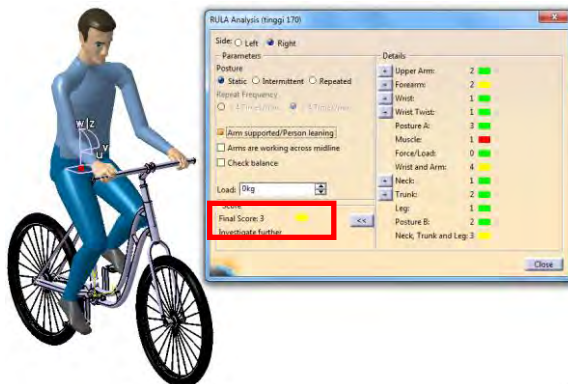 RULA Analysis (tinggi 170)
Side: Left Right
Parameters
Posture
Static Intermittent Repeated
Repeat Frequency
Arm supported/Person leaning
Arms are working across midline
Check balance
Load: 0kg
Score
Final Score: 3
Investigate further
<<
Details
+ Upper Arm: 2
+ Forearm: 2
+ Wrist: 1
+ Wrist Twist: 1
Posture A: 3
Muscle: 1
Force/Load: 0
Wrist and Arm: 4
+ Neck: 1
+ Trunk: 2
Leg: 1
Posture B: 2
Neck, Trunk and Leg: 3
Close
w z
v
u